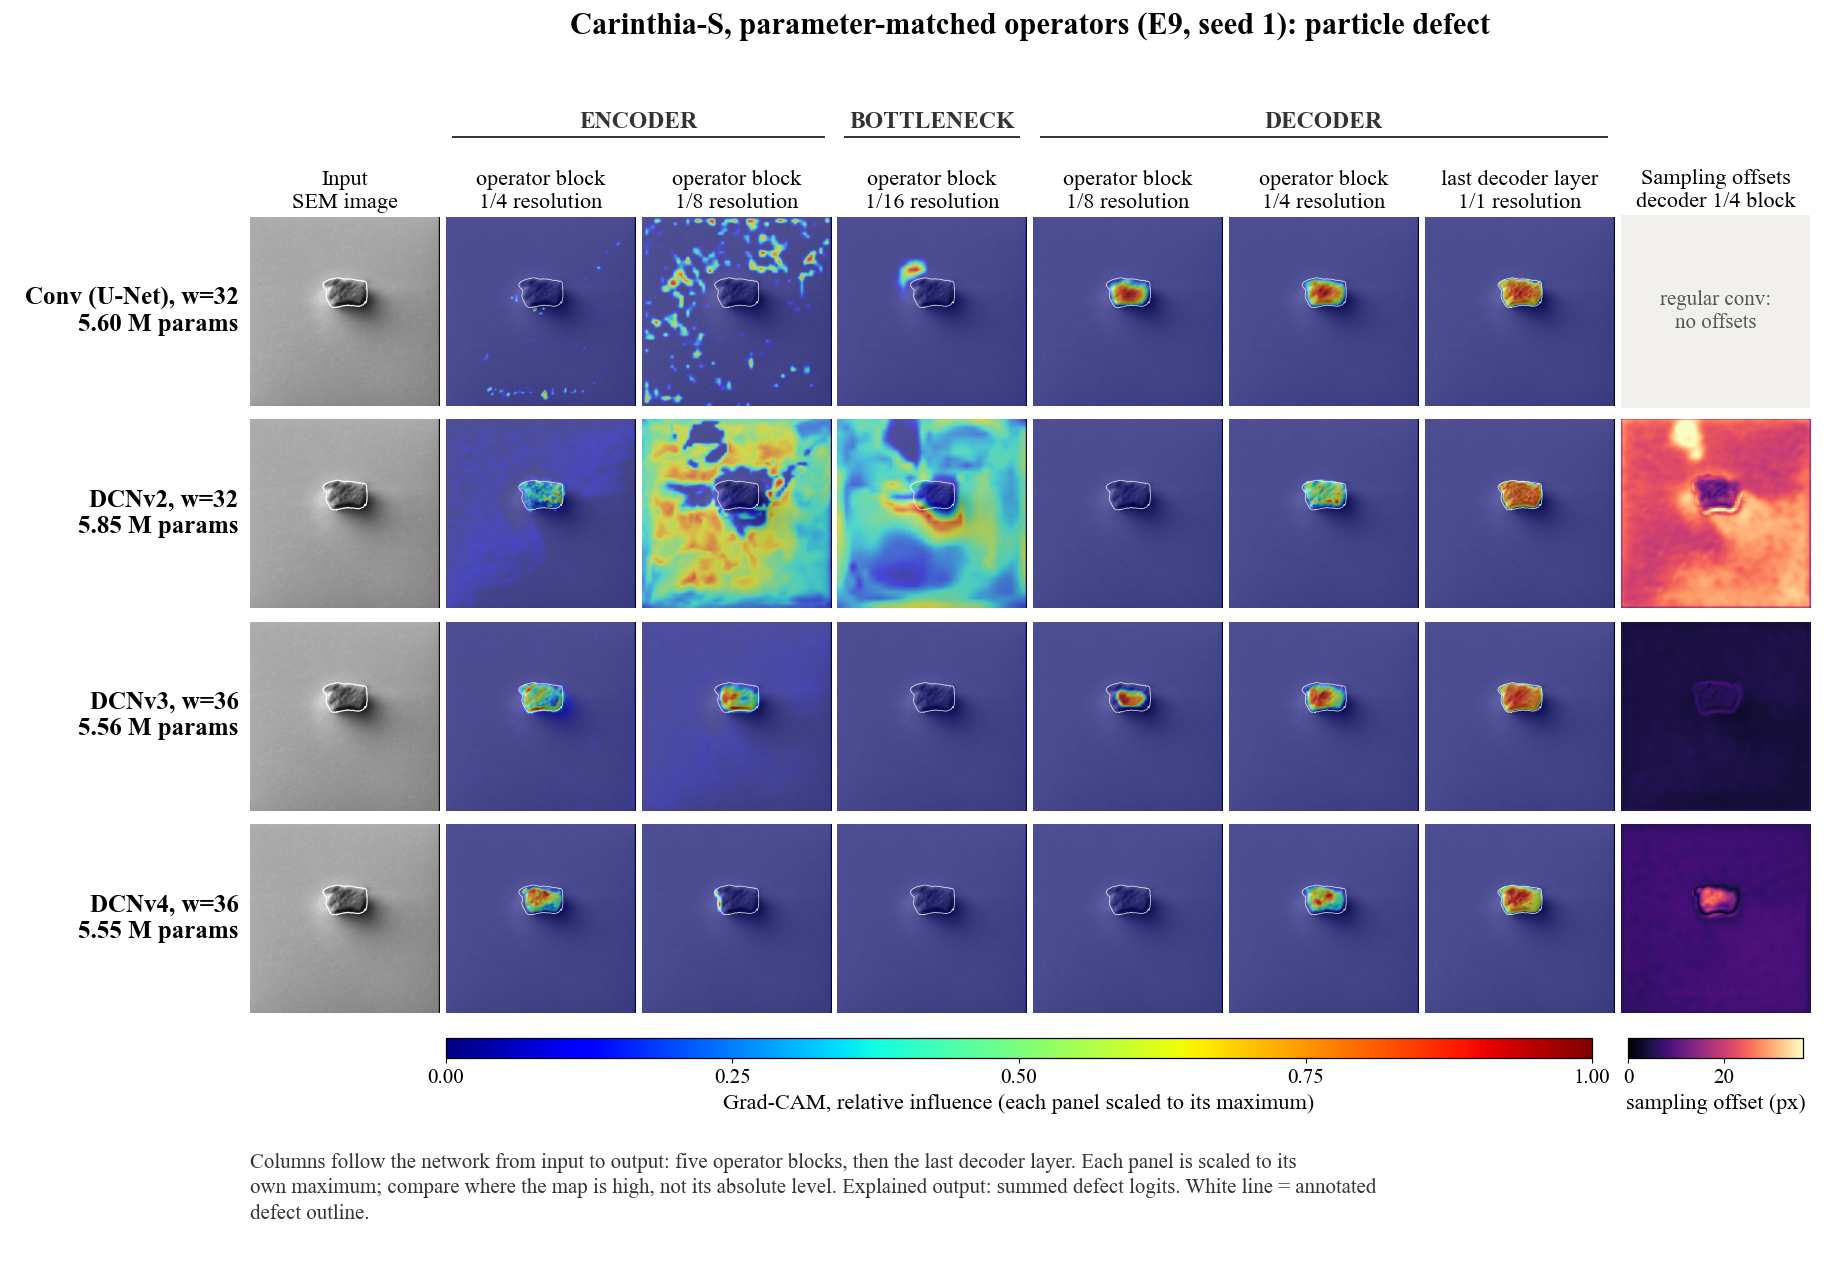 Carinthia-S, parameter-matched operators (E9, seed 1): particle defect
ENCODER
BOTTLENECK
DECODER
Input
SEM image
operator block
1/4 resolution
operator block
1/8 resolution
operator block
1/16 resolution
operator block
1/8 resolution
operator block
1/4 resolution
last decoder layer
1/1 resolution
Sampling offsets
decoder 1/4 block
Conv (U-Net), w=32
5.60 M params
regular conv:
no offsets
DCNv2, w=32
5.85 M params
DCNv3, w=36
5.56 M params
DCNv4, w=36
5.55 M params
0.00
0.25
0.50
0.75
1.00
Grad-CAM, relative influence (each panel scaled to its maximum)
0
20
sampling offset (px)
Columns follow the network from input to output: five operator blocks, then the last decoder layer. Each panel is scaled to its
own maximum; compare where the map is high, not its absolute level. Explained output: summed defect logits. White line = annotated
defect outline.